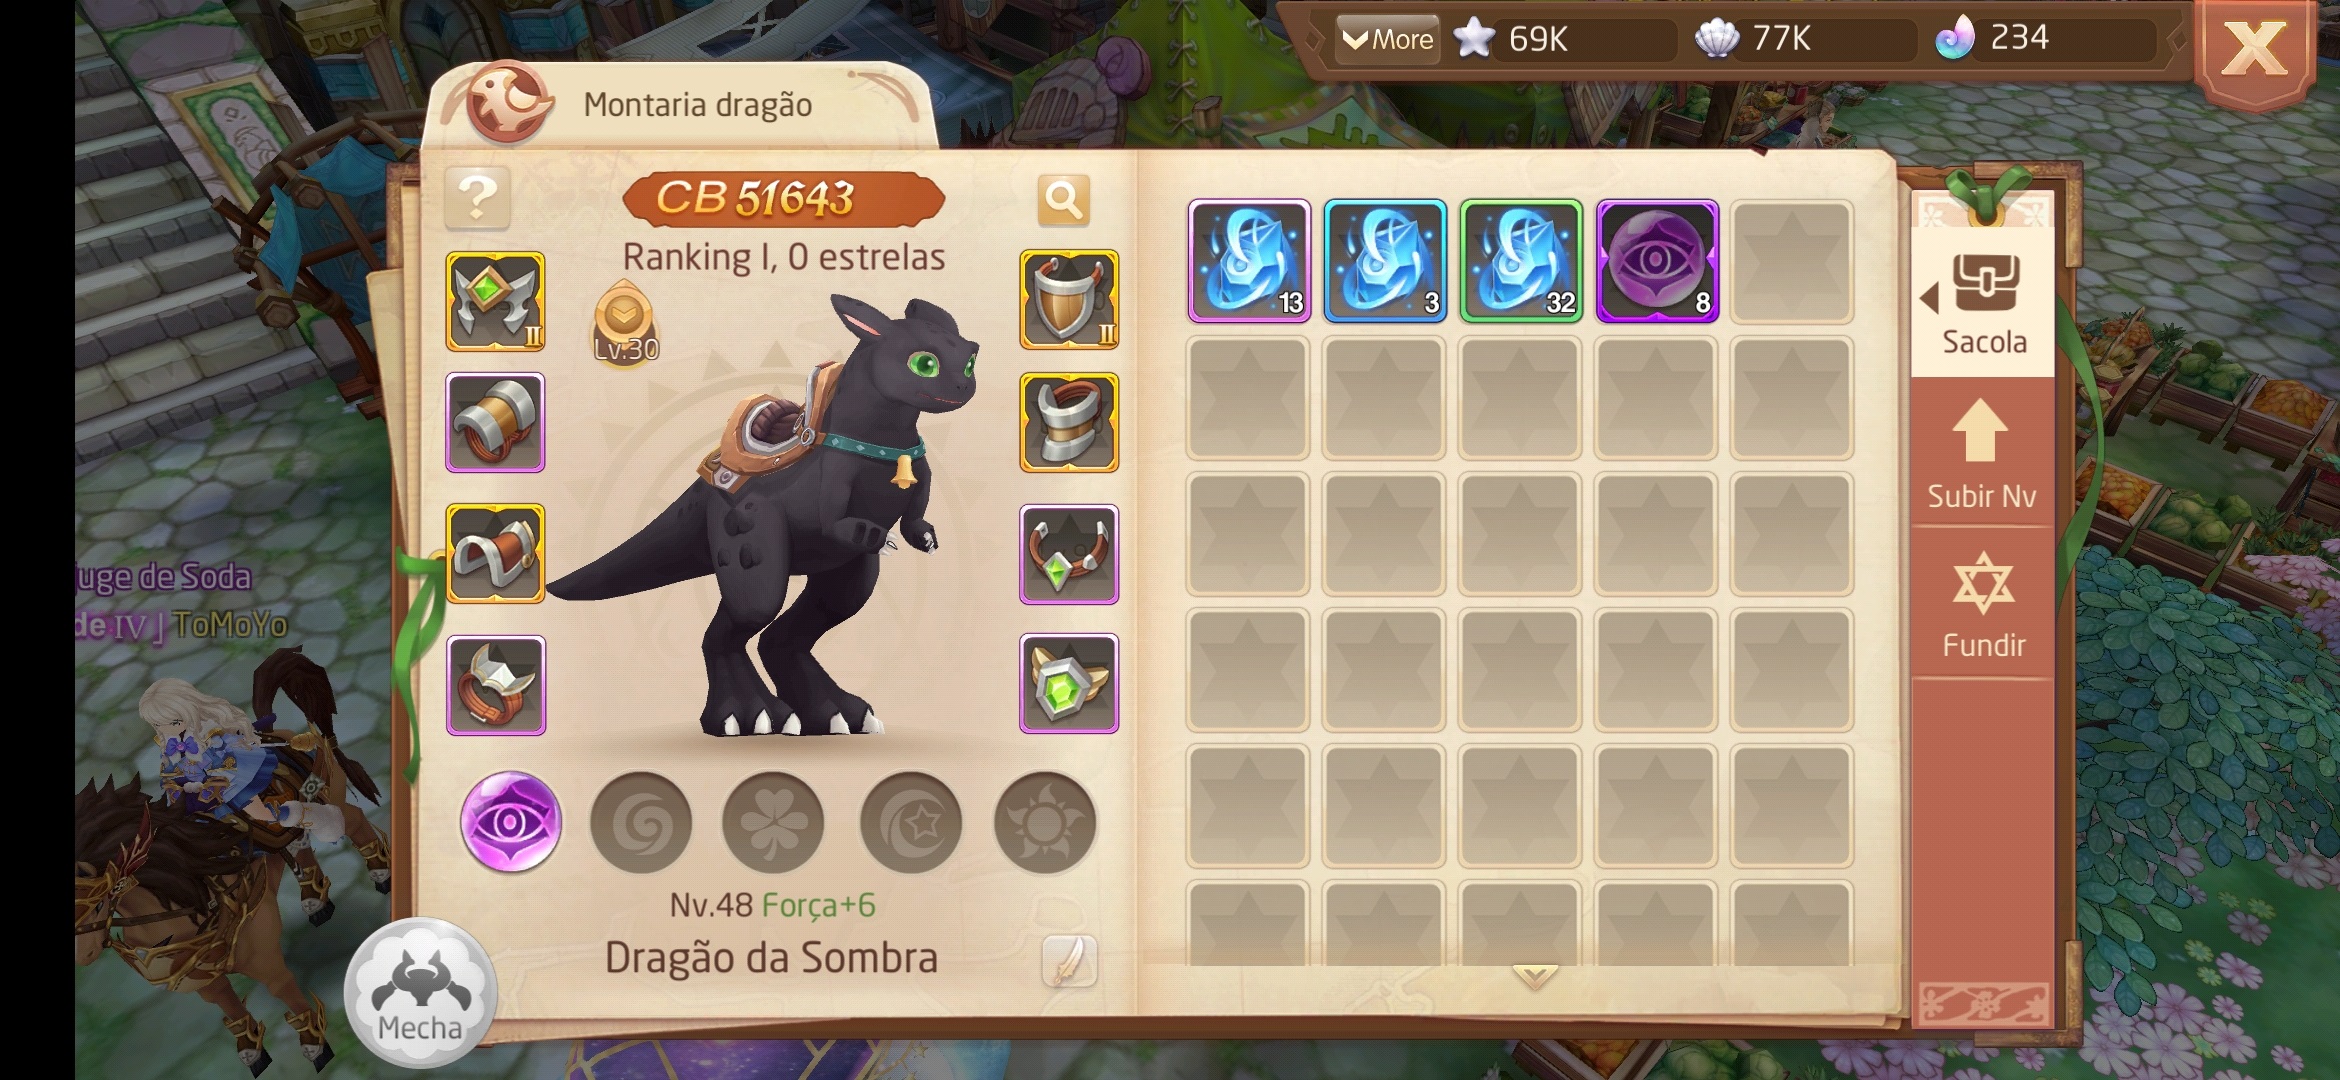 More
69K
77K
234
Montaria dragão
?
CB 51643
Ranking I, 0 estrelas
Lv.30
II
II
13
3
32
8
Sacola
Subir Nv
Fundir
uge de Soda
de IV] ToMoYo
Nv.48 Força+6
Dragão da Sombra
Mecha